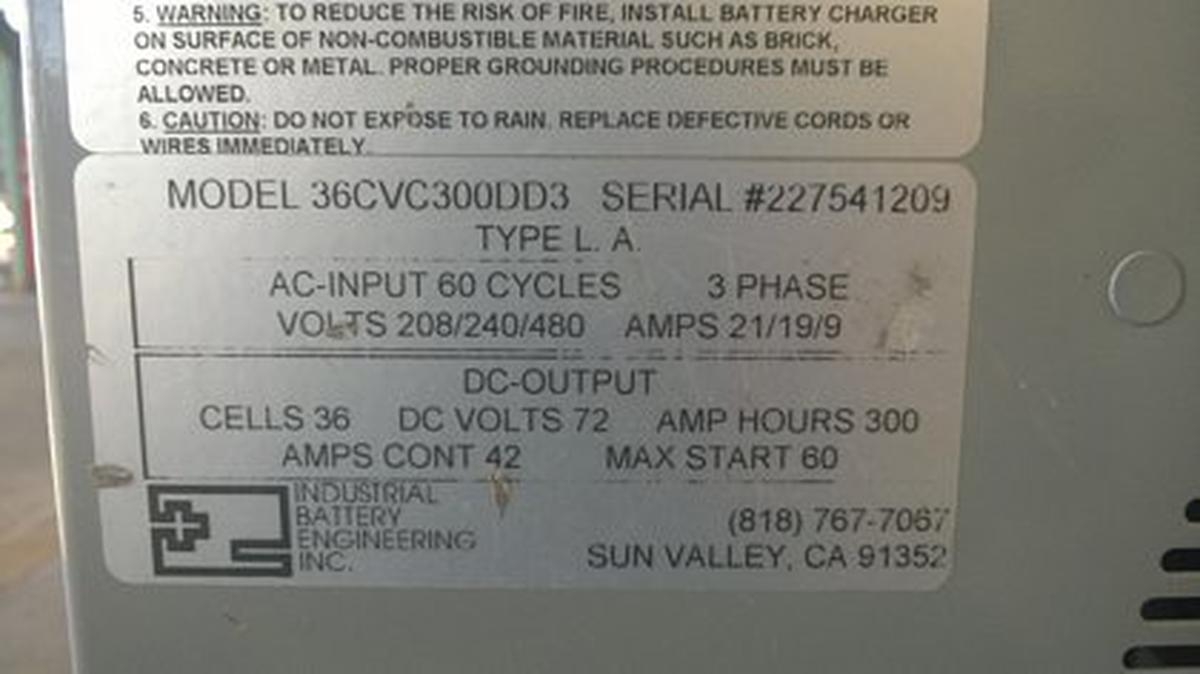 5. WARNING: TO REDUCE THE RISK OF FIRE, INSTALL BATTERY CHARGER
ON SURFACE OF NON-COMBUSTIBLE MATERIAL SUCH AS BRICK,
CONCRETE OR METAL. PROPER GROUNDING PROCEDURES MUST BE
ALLOWED.
6. CAUTION: DO NOT EXPOSE TO RAIN. REPLACE DEFECTIVE CORDS OR
WIRES IMMEDIATELY.
MODEL 36CVC300DD3 SERIAL #227541209
TYPE L. A.
AC-INPUT 60 CYCLES 3 PHASE
VOLTS 208/240/480 AMPS 21/19/9
DC-OUTPUT
CELLS 36 DC VOLTS 72 AMP HOURS 300
AMPS CONT 42 MAX START 60
INDUSTRIAL
BATTERY
ENGINEERING
INC.
(818) 767-7067
SUN VALLEY, CA 91352